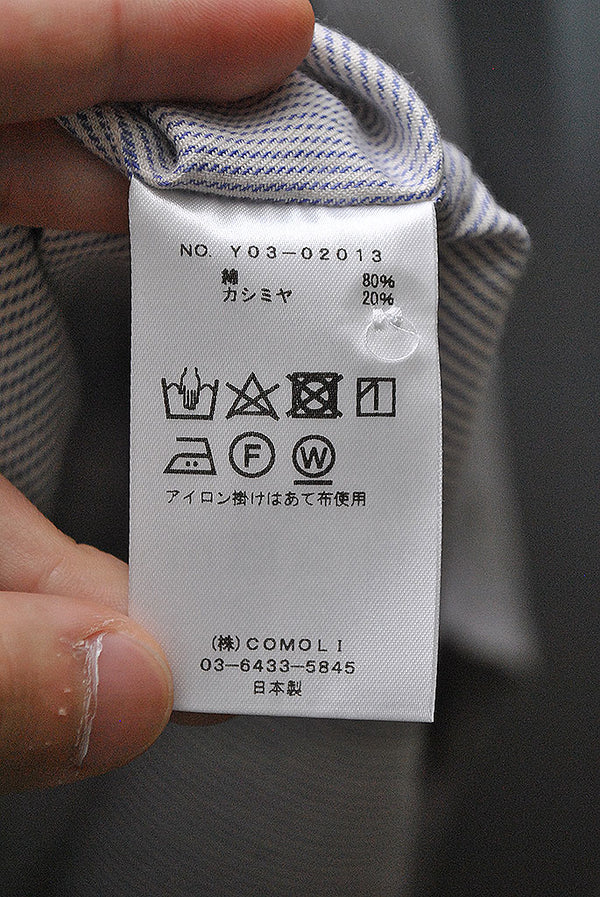 NO. Y03-02013
綿 80%
カシミヤ 20%
F W
アイロン掛けはあて布使用
(株)COMOLI
03-6433-5845
日本製